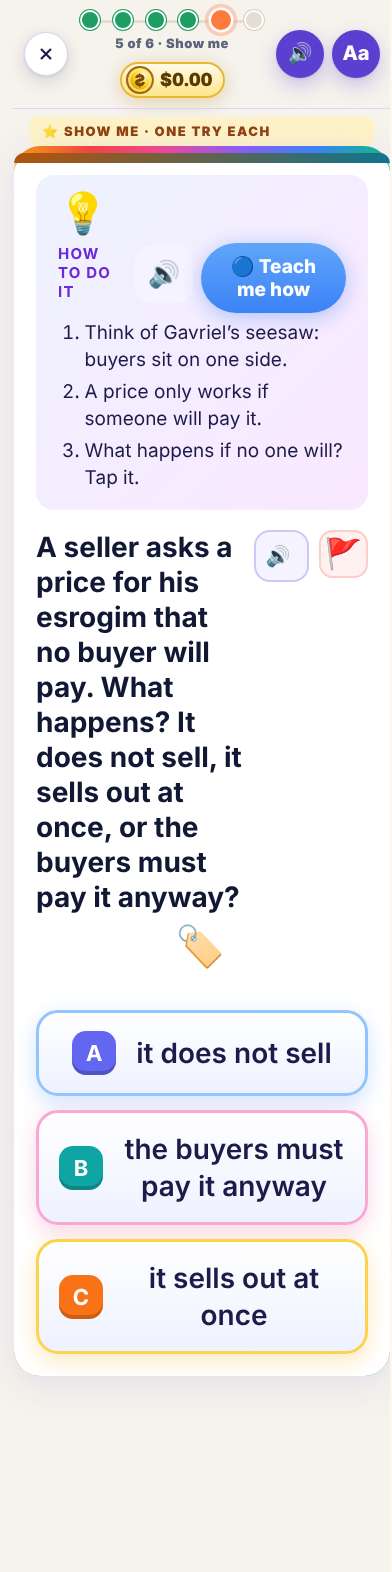 5 of 6 · Show me
$0.00
Aa
⭐ SHOW ME · ONE TRY EACH
HOW
TO DO
IT
Teach
me how
1. Think of Gavriel’s seesaw:
buyers sit on one side.
2. A price only works if
someone will pay it.
3. What happens if no one will?
Tap it.
A seller asks a
price for his
esrogim that
no buyer will
pay. What
happens? It
does not sell, it
sells out at
once, or the
buyers must
pay it anyway?
A it does not sell
B the buyers must
pay it anyway
C it sells out at
once